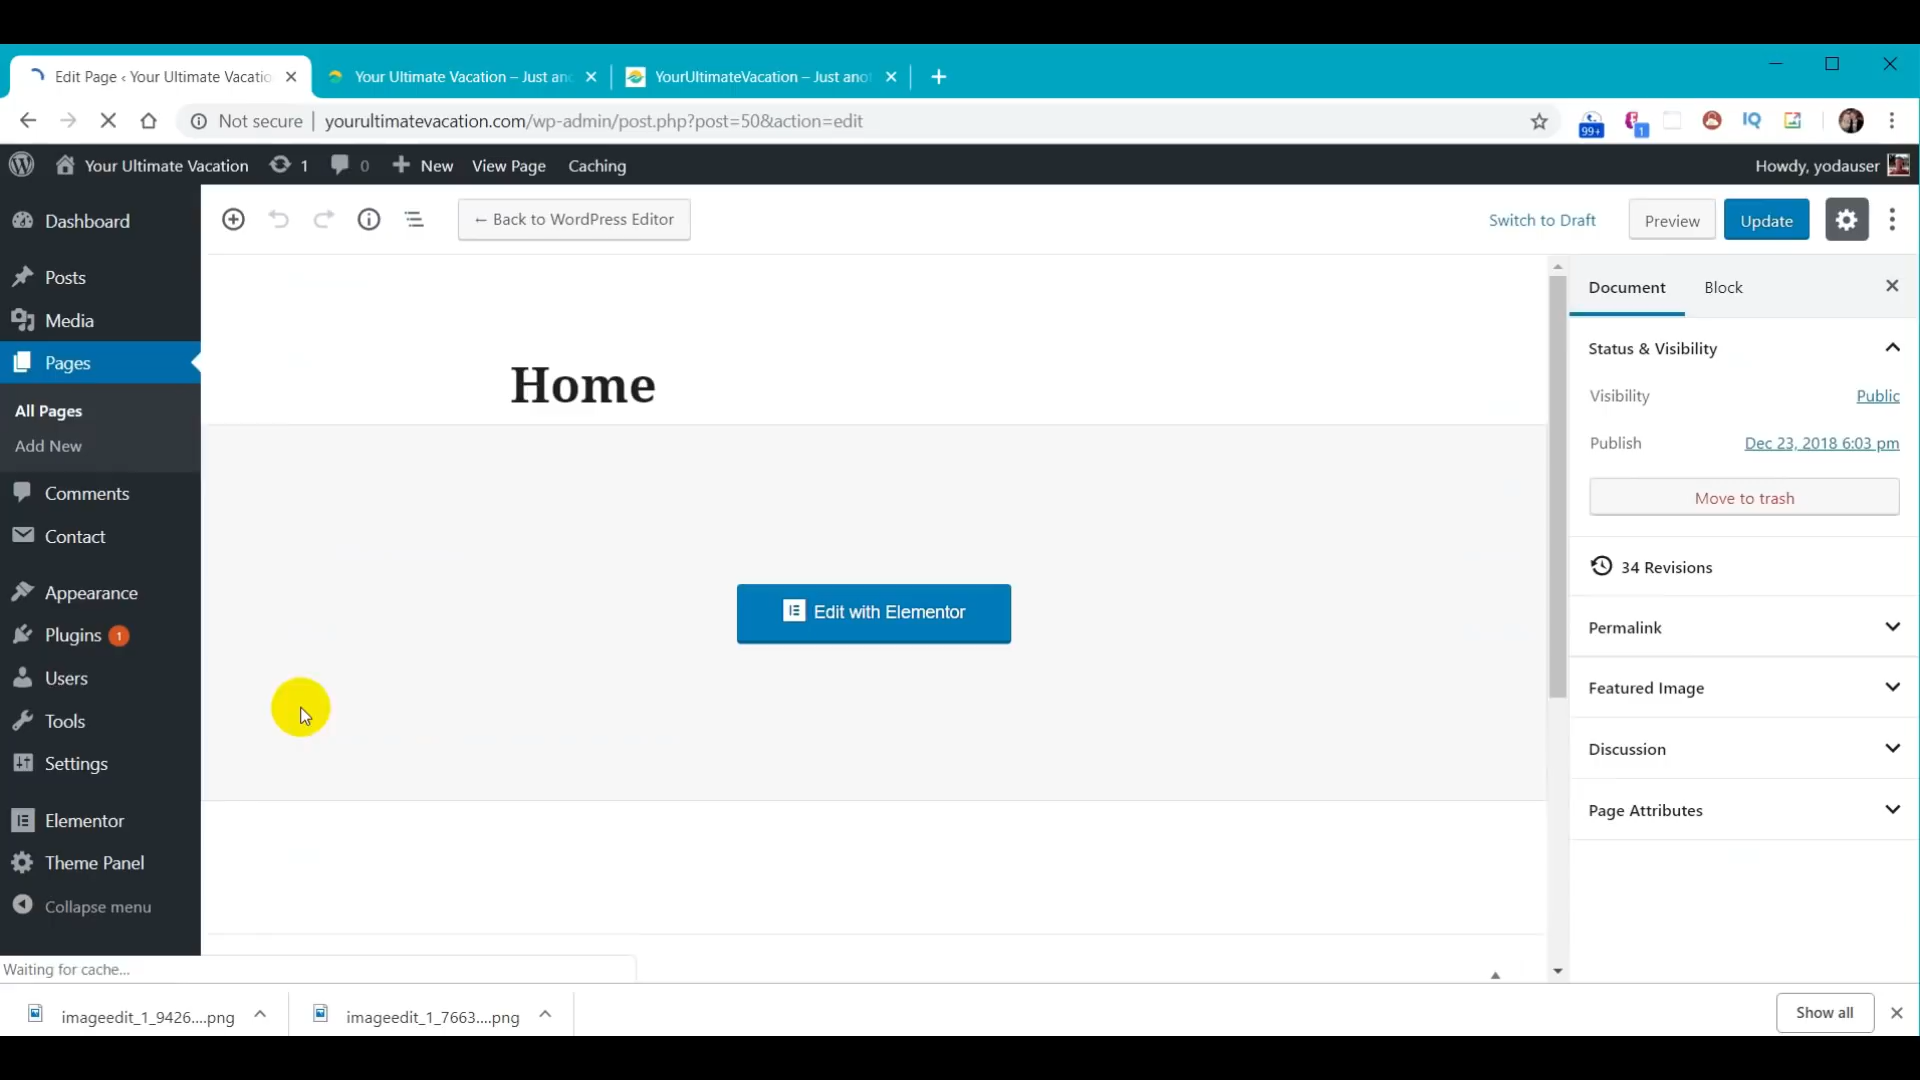 Edit Page ‹ Your Ultimate Vacatio
Your Ultimate Vacation – Just an
YourUltimateVacation – Just anot
Not secure
yourultimatevacation.com/wp-admin/post.php?post=50&action=edit
99+
1
IQ
Your Ultimate Vacation
1
0
New
View Page
Caching
Howdy, yodauser
Dashboard
Posts
Media
Pages
All Pages
Add New
Comments
Contact
Appearance
Plugins 1
Users
Tools
Settings
Elementor
Theme Panel
Collapse menu
← Back to WordPress Editor
Switch to Draft
Preview
Update
Home
Edit with Elementor
Document
Block
Status & Visibility
Visibility
Public
Publish
Dec 23, 2018 6:03 pm
Move to trash
34 Revisions
Permalink
Featured Image
Discussion
Page Attributes
Waiting for cache...
imageedit_1_9426....png
imageedit_1_7663....png
Show all